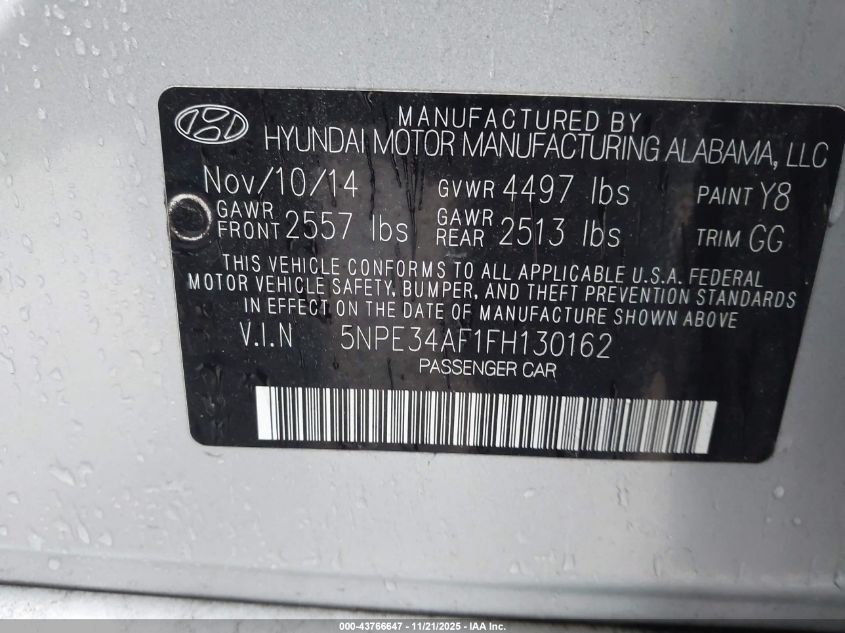 MANUFACTURED BY
HYUNDAI MOTOR MANUFACTURING ALABAMA, LLC
Nov/10/14 GVWR 4497 lbs PAINT Y8
GAWR FRONT 2557 lbs GAWR REAR 2513 lbs TRIM GG
THIS VEHICLE CONFORMS TO ALL APPLICABLE U.S.A. FEDERAL
MOTOR VEHICLE SAFETY, BUMPER, AND THEFT PREVENTION STANDARDS
IN EFFECT ON THE DATE OF MANUFACTURE SHOWN ABOVE
V.I.N 5NPE34AF1FH130162
PASSENGER CAR
000-43766647 - 11/21/2025 - IAA Inc.